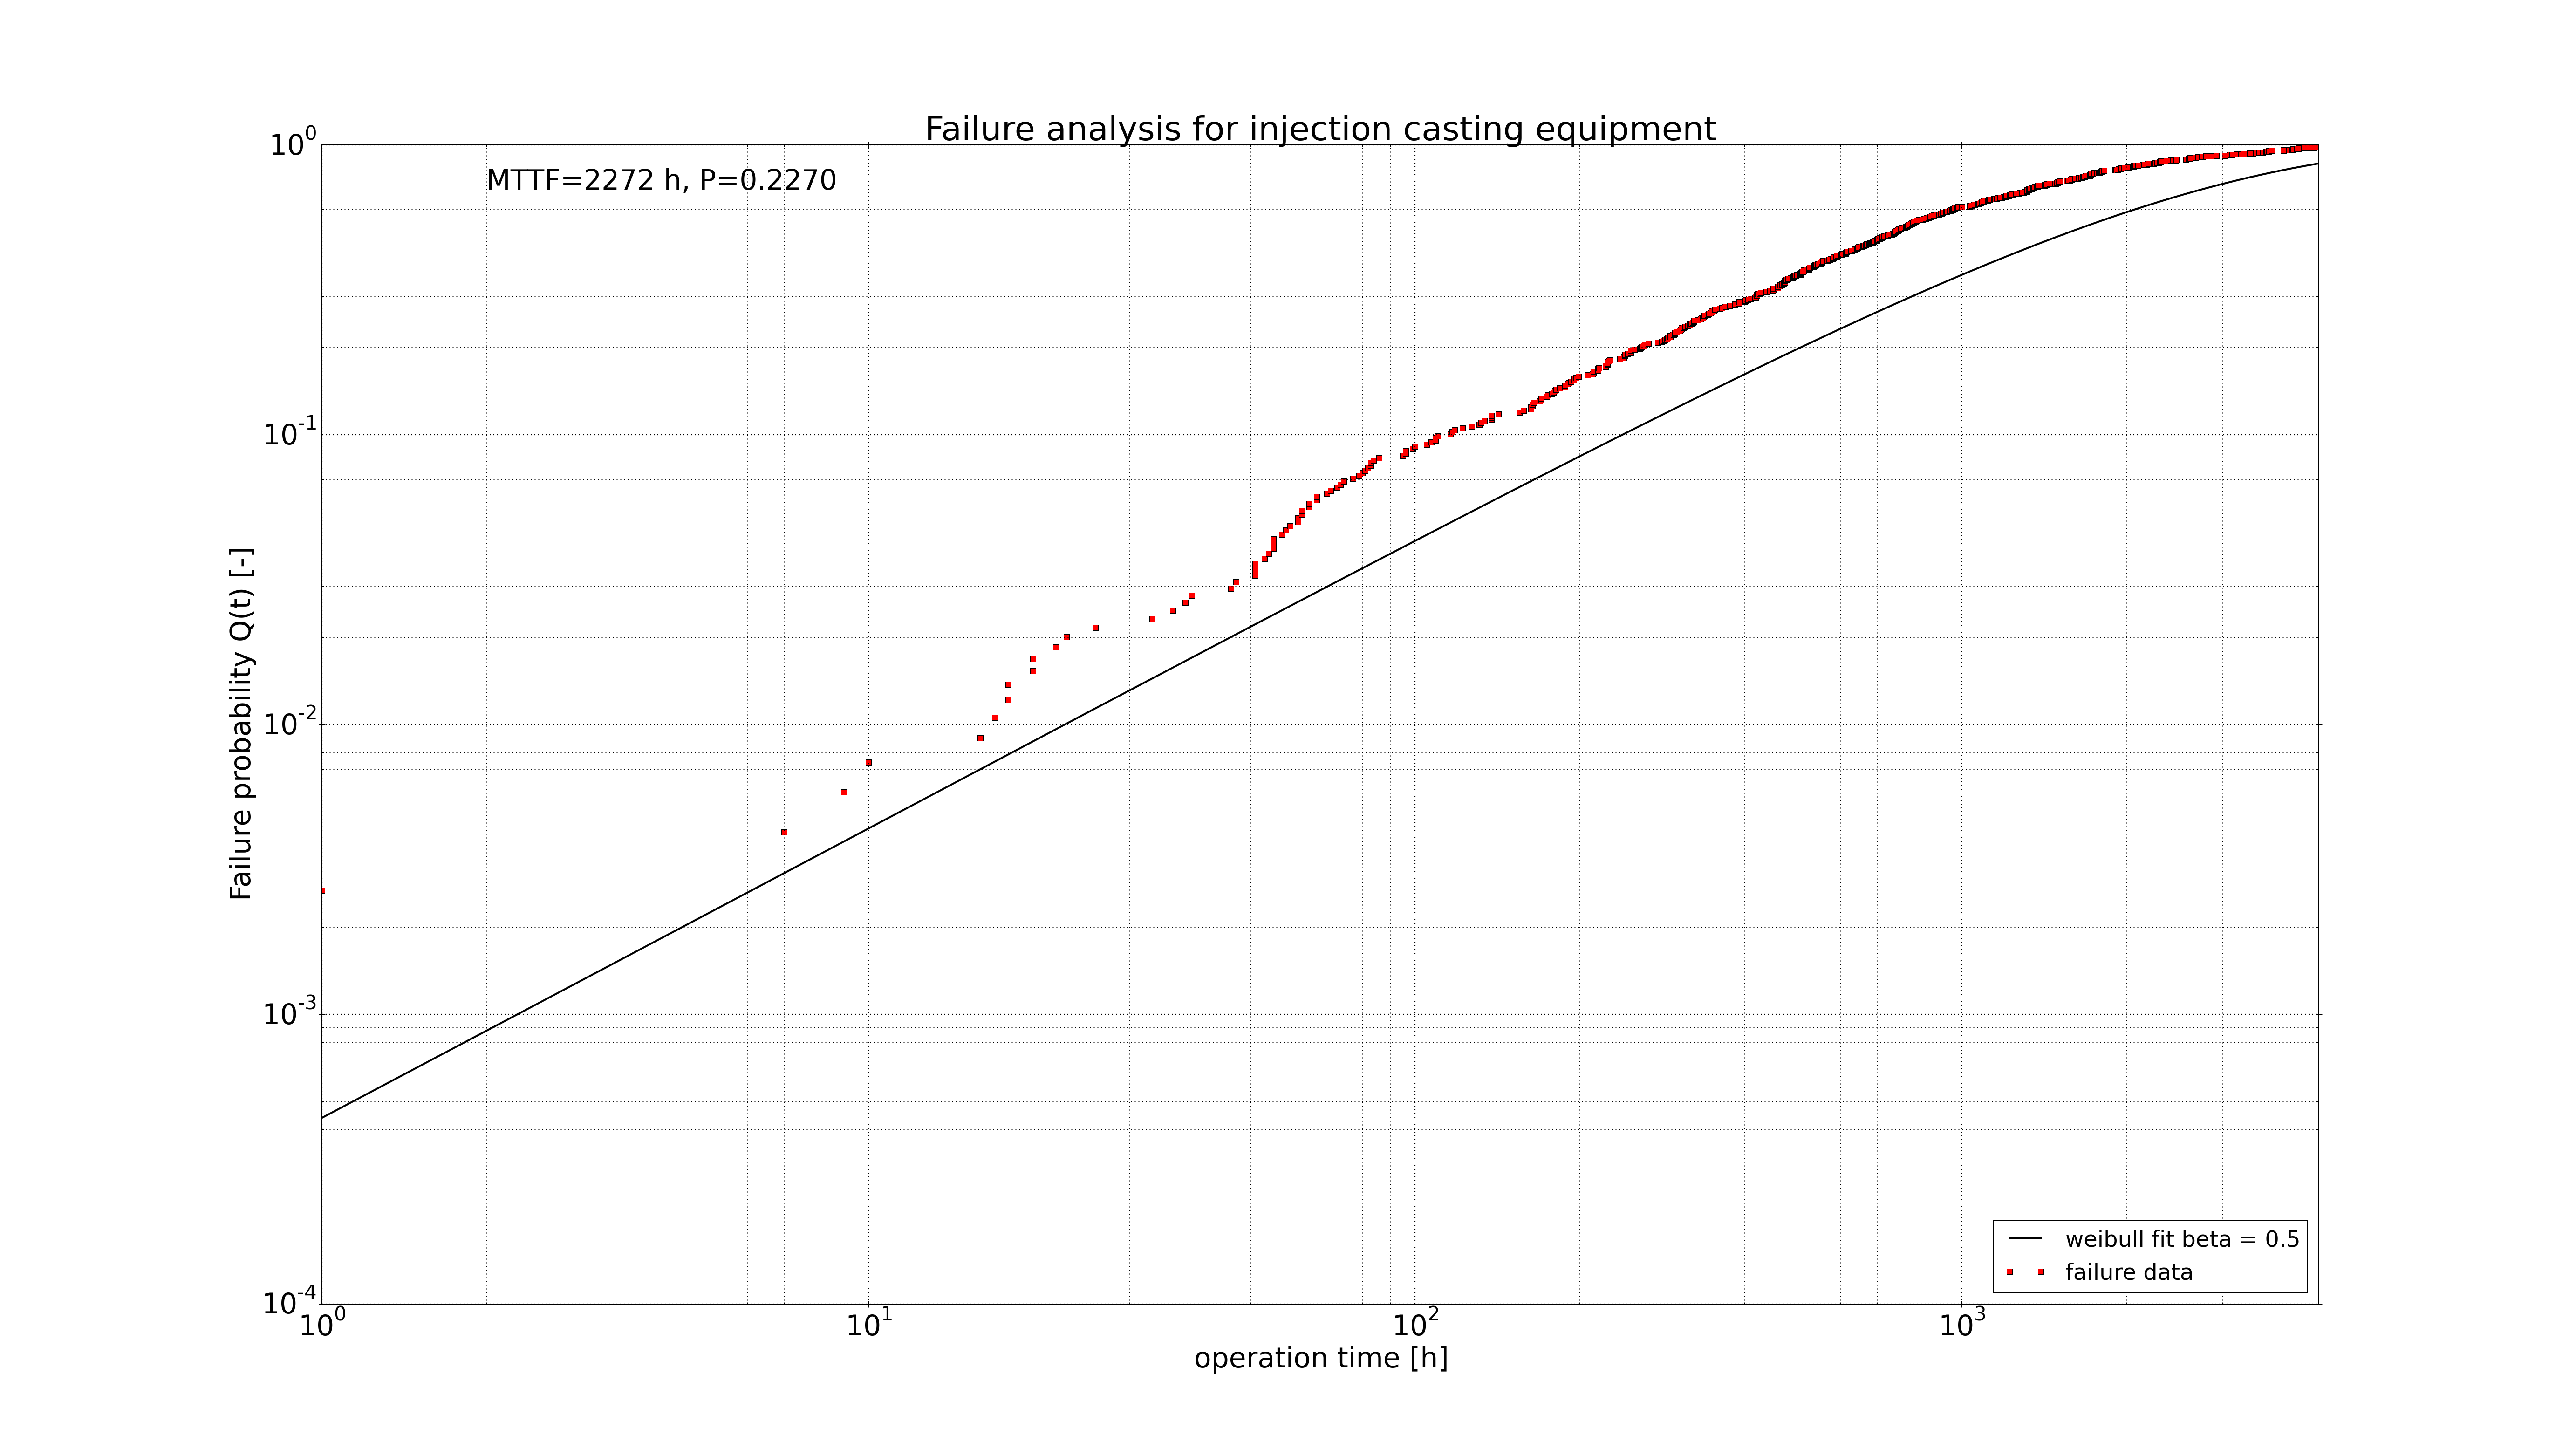 Failure analysis for injection casting equipment
MTTF=2272 h, P=0.2270
Failure probability Q(t) [-]
10^0
10^-1
10^-2
10^-3
10^-4
10^0 10^1 10^2 10^3
operation time [h]
weibull fit beta = 0.5
failure data